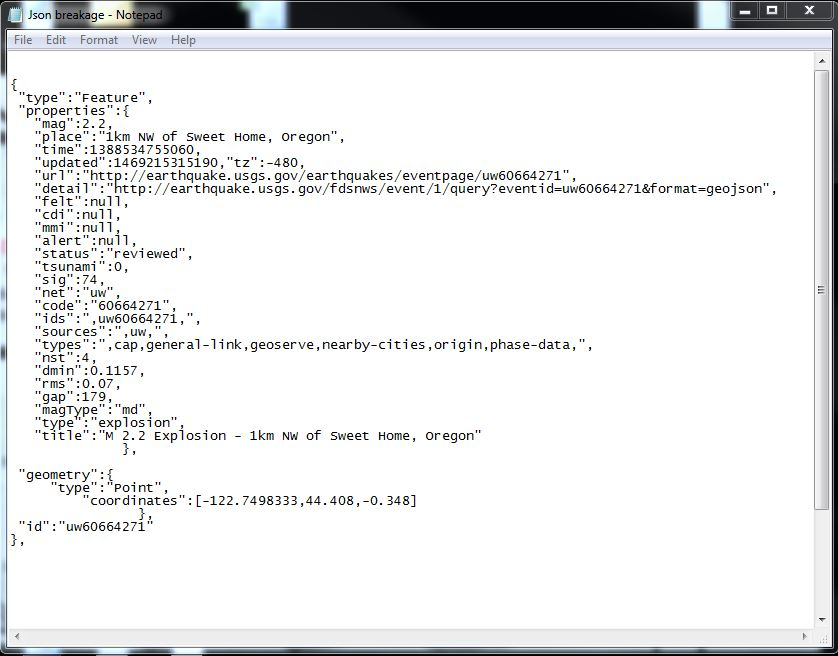 Json breakage - Notepad
File Edit Format View Help
{
"type":"Feature",
"properties":{
"mag":2.2,
"place":"1km NW of Sweet Home, Oregon",
"time":1388534755060,
"updated":1469215315190,"tz":-480,
"url":"http://earthquake.usgs.gov/earthquakes/eventpage/uw60664271",
"detail":"http://earthquake.usgs.gov/fdsnws/event/1/query?eventid=uw60664271&format=geojson",
"felt":null,
"cdi":null,
"mmi":null,
"alert":null,
"status":"reviewed",
"tsunami":0,
"sig":74,
"net":"uw",
"code":"60664271",
"ids":",uw60664271,",
"sources":",uw,",
"types":",cap,general-link,geoserve,nearby-cities,origin,phase-data,",
"nst":4,
"dmin":0.1157,
"rms":0.07,
"gap":179,
"magType":"md",
"type":"explosion",
"title":"M 2.2 Explosion - 1km NW of Sweet Home, Oregon"
},
"geometry":{
"type":"Point",
"coordinates":[-122.7498333,44.408,-0.348]
},
"id":"uw60664271"
},